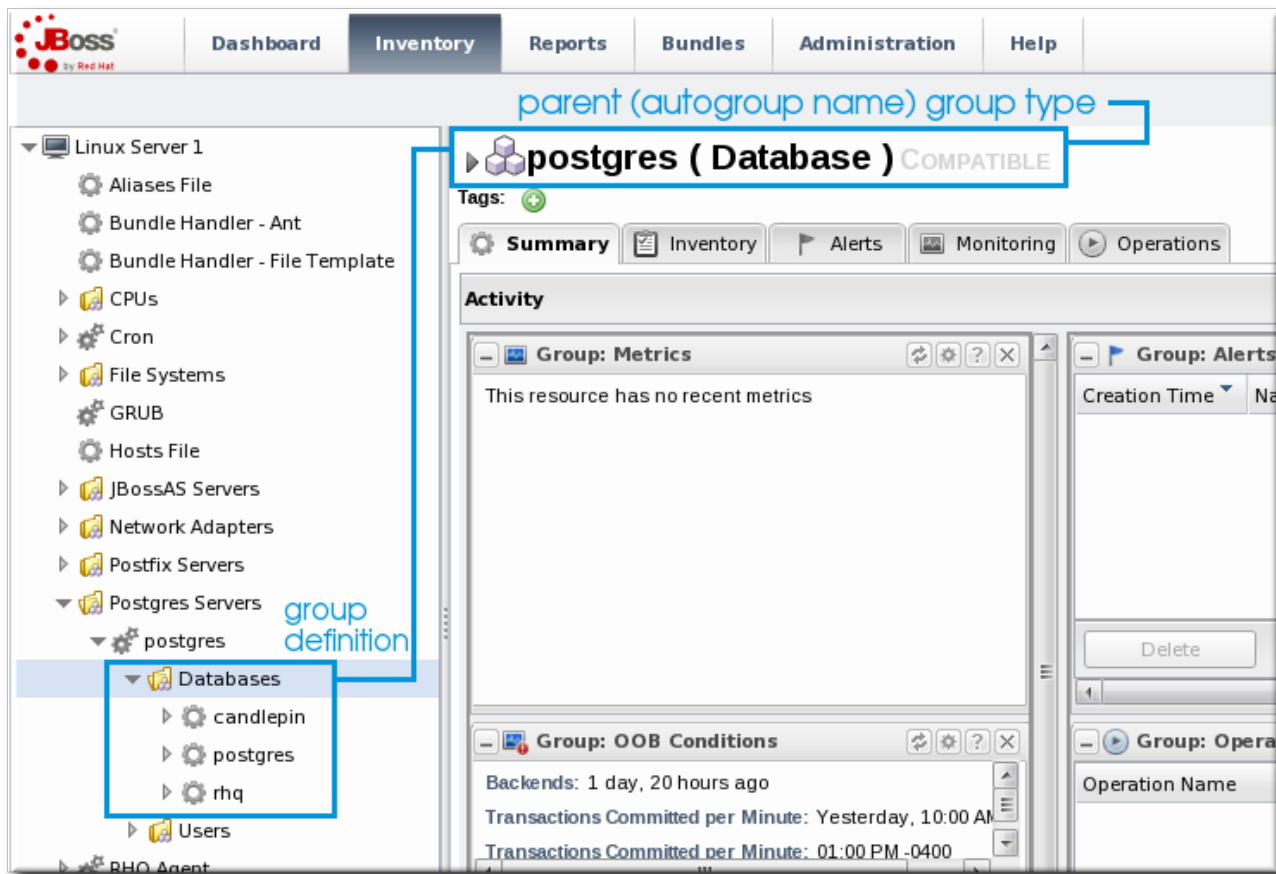 JBoss
by Red Hat
Dashboard Inventory Reports Bundles Administration Help
parent (autogroup name) group type
Linux Server 1
Aliases File
Bundle Handler - Ant
Bundle Handler - File Template
CPUs
Cron
File Systems
GRUB
Hosts File
JBossAS Servers
Network Adapters
Postfix Servers
Postgres Servers
postgres
group
definition
Databases
candlepin
postgres
rhq
Users
RHQ Agent
postgres ( Database ) COMPATIBLE
Tags:
Summary Inventory Alerts Monitoring Operations
Activity
Group: Metrics
This resource has no recent metrics
Group: Alerts
Creation Time Na
Delete
Group: OOB Conditions
Backends: 1 day, 20 hours ago
Transactions Committed per Minute: Yesterday, 10:00 AM
Transactions Committed per Minute: 01:00 PM -0400
Group: Opera
Operation Name